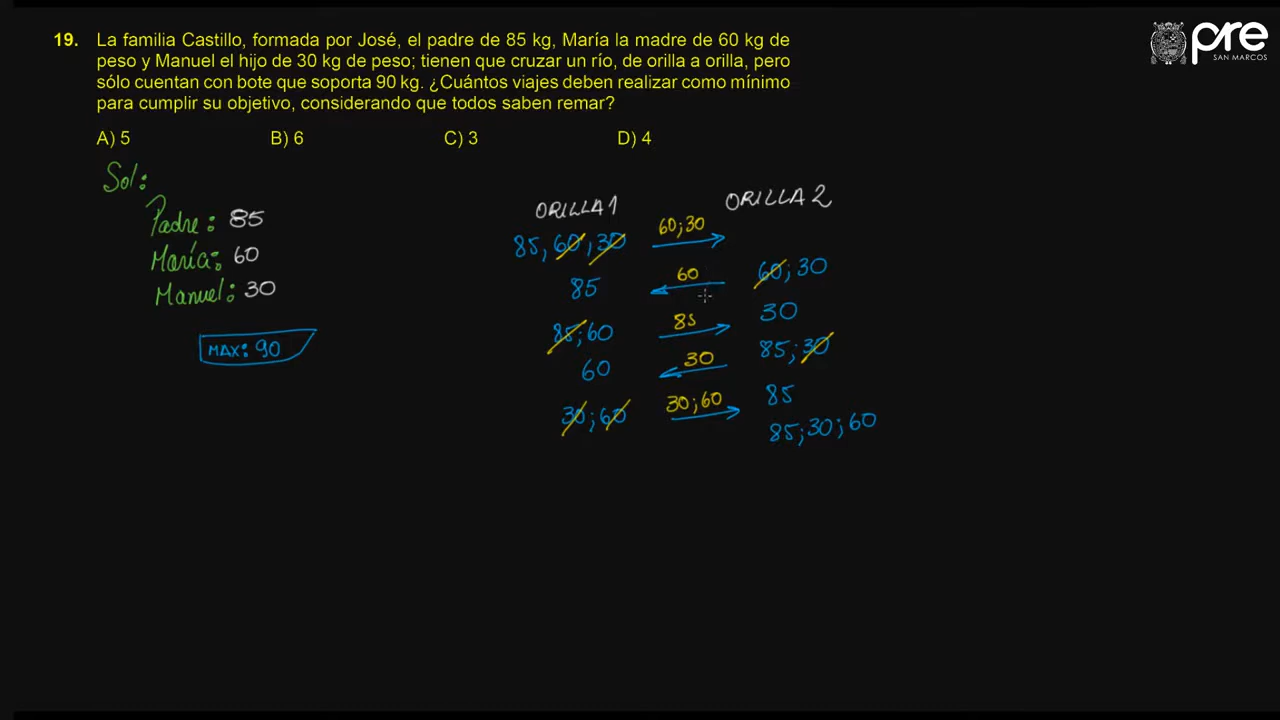 19. La familia Castillo, formada por José, el padre de 85 kg, María la madre de 60 kg de
peso y Manuel el hijo de 30 kg de peso; tienen que cruzar un río, de orilla a orilla, pero
sólo cuentan con bote que soporta 90 kg. ¿Cuántos viajes deben realizar como mínimo
para cumplir su objetivo, considerando que todos saben remar?
A) 5 B) 6 C) 3 D) 4
pre
SAN MARCOS
Sol:
Padre: 85
María: 60
Manuel: 30
MAX: 90
ORILLA 1 ORILLA 2
85, 60, 30 60; 30
85 60 60; 30
85; 60 85 30
60 30 85; 30
30; 60 30; 60 85
85; 30; 60